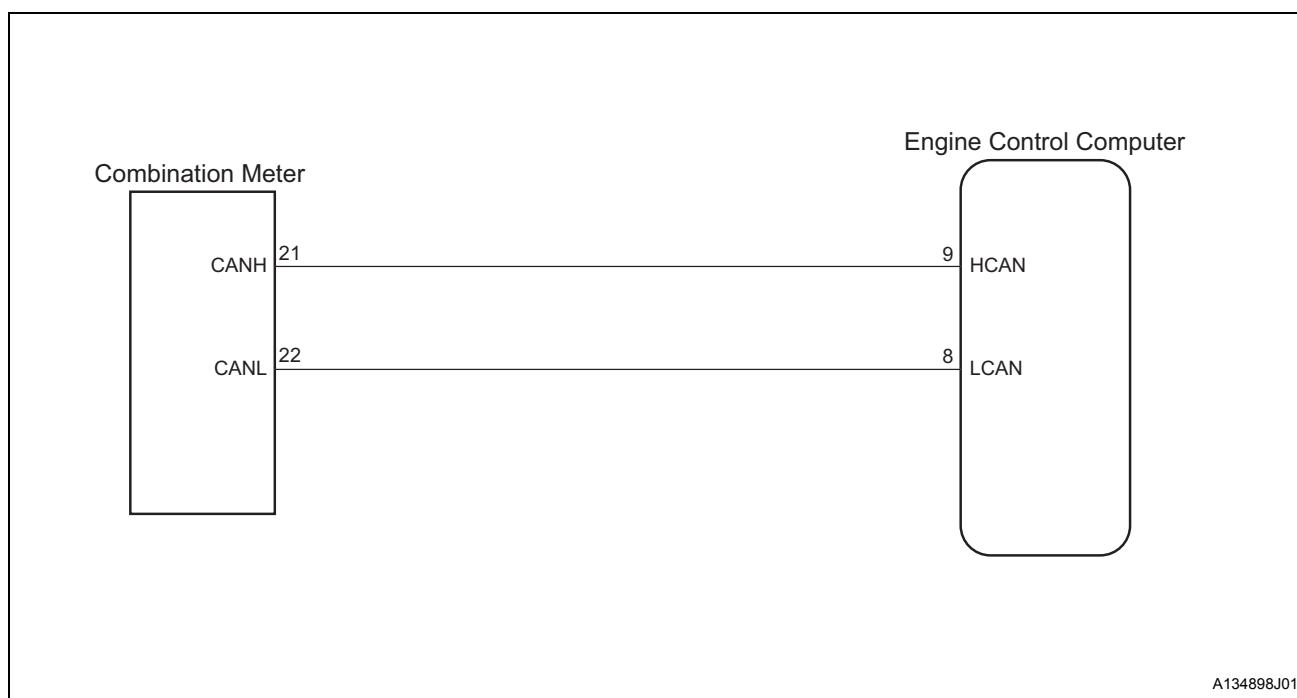 Engine Control Computer
Combination Meter
CANH 21 9 HCAN
CANL 22 8 LCAN
A134898J01